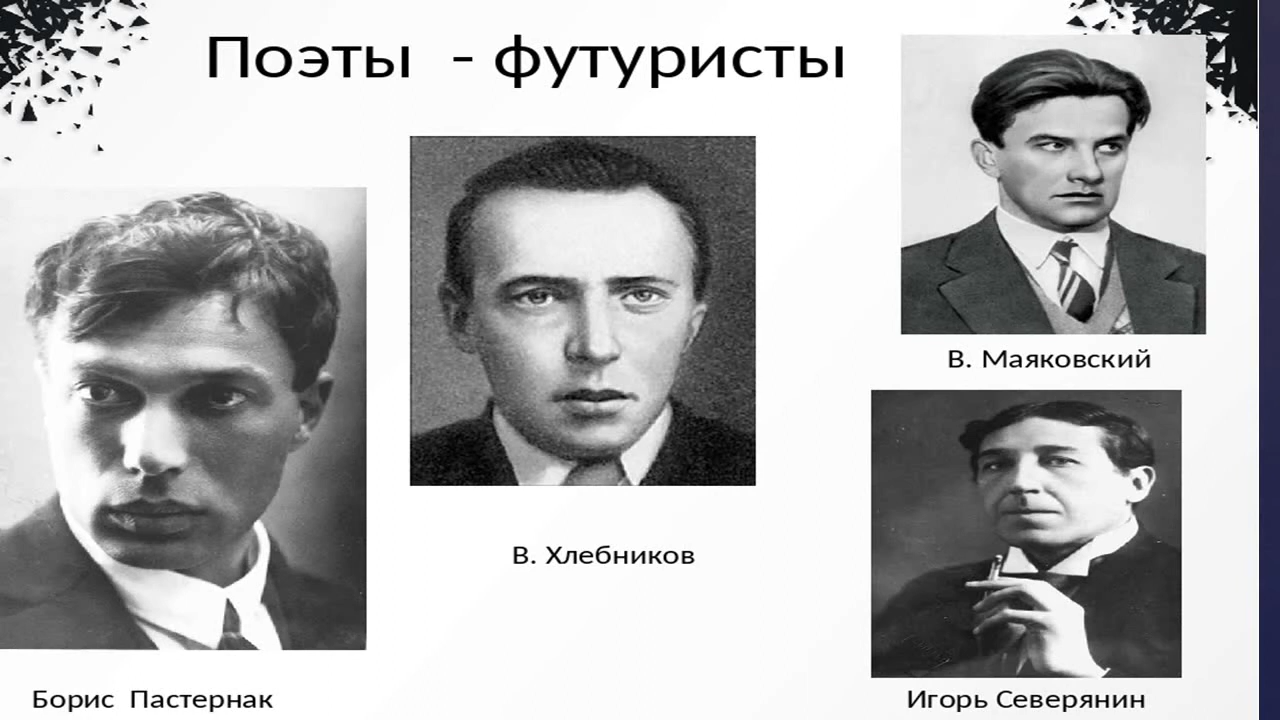 Поэты - футуристы
В. Маяковский
В. Хлебников
Борис Пастернак
Игорь Северянин